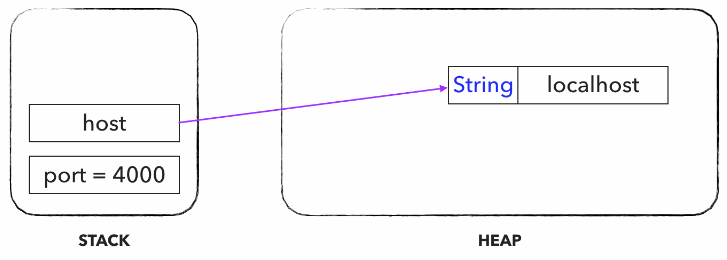 String localhost
host
port = 4000
STACK
HEAP